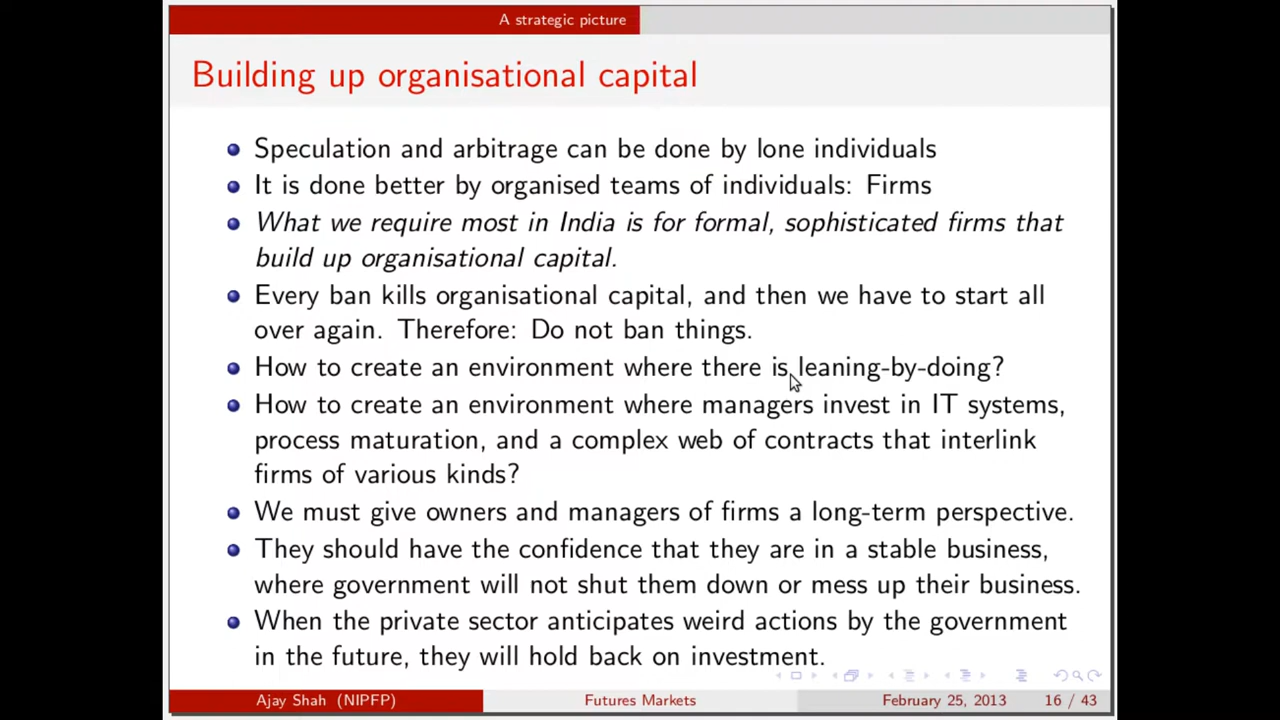 A strategic picture
Building up organisational capital
Speculation and arbitrage can be done by lone individuals
It is done better by organised teams of individuals: Firms
What we require most in India is for formal, sophisticated firms that
build up organisational capital.
Every ban kills organisational capital, and then we have to start all
over again. Therefore: Do not ban things.
How to create an environment where there is leaning-by-doing?
How to create an environment where managers invest in IT systems,
process maturation, and a complex web of contracts that interlink
firms of various kinds?
We must give owners and managers of firms a long-term perspective.
They should have the confidence that they are in a stable business,
where government will not shut them down or mess up their business.
When the private sector anticipates weird actions by the government
in the future, they will hold back on investment.
Ajay Shah (NIPFP) Futures Markets February 25, 2013 16 / 43